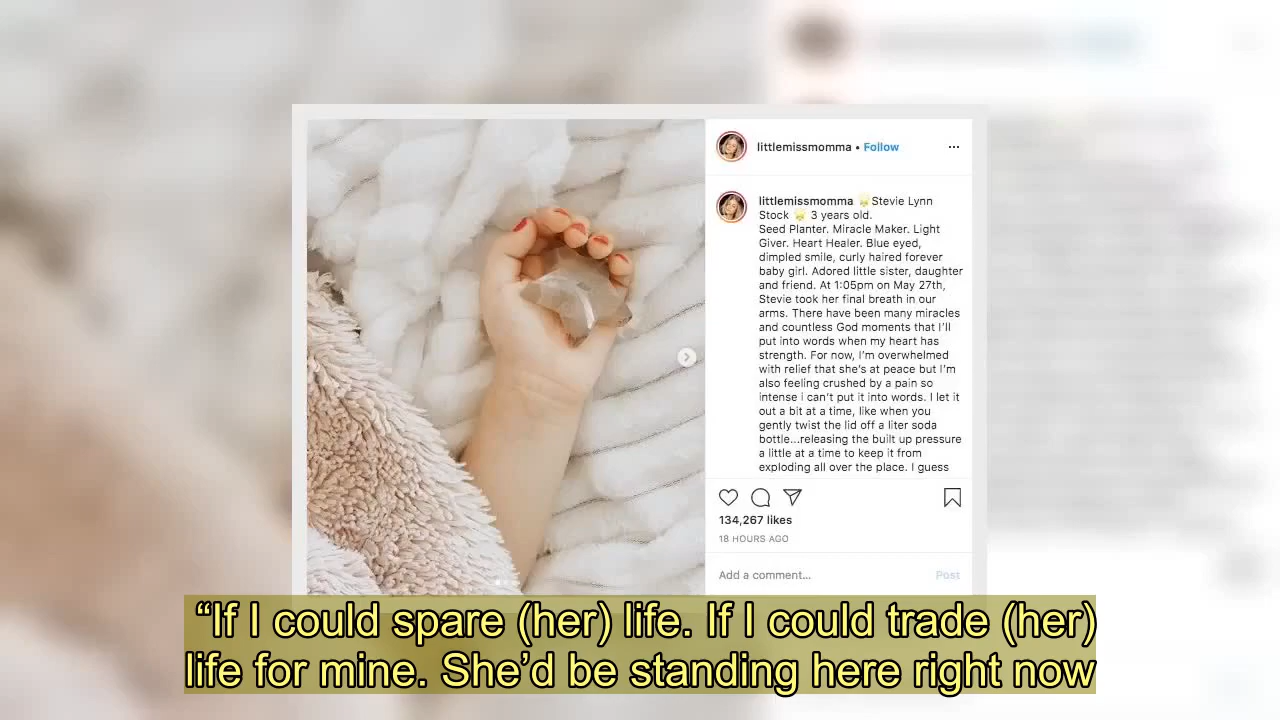 littlemissmomma • Follow
littlemissmomma 🌟Stevie Lynn
Stock 🌟 3 years old.
Seed Planter. Miracle Maker. Light
Giver. Heart Healer. Blue eyed,
dimpled smile, curly haired forever
baby girl. Adored little sister, daughter
and friend. At 1:05pm on May 27th,
Stevie took her final breath in our
arms. There have been many miracles
and countless God moments that I’ll
put into words when my heart has
strength. For now, I’m overwhelmed
with relief that she’s at peace but I’m
also feeling crushed by a pain so
intense i can’t put it into words. I let it
out a bit at a time, like when you
gently twist the lid off a liter soda
bottle...releasing the built up pressure
a little at a time to keep it from
exploding all over the place. I guess
134,267 likes
18 HOURS AGO
Add a comment...
Post
“If I could spare (her) life. If I could trade (her)
life for mine. She’d be standing here right now